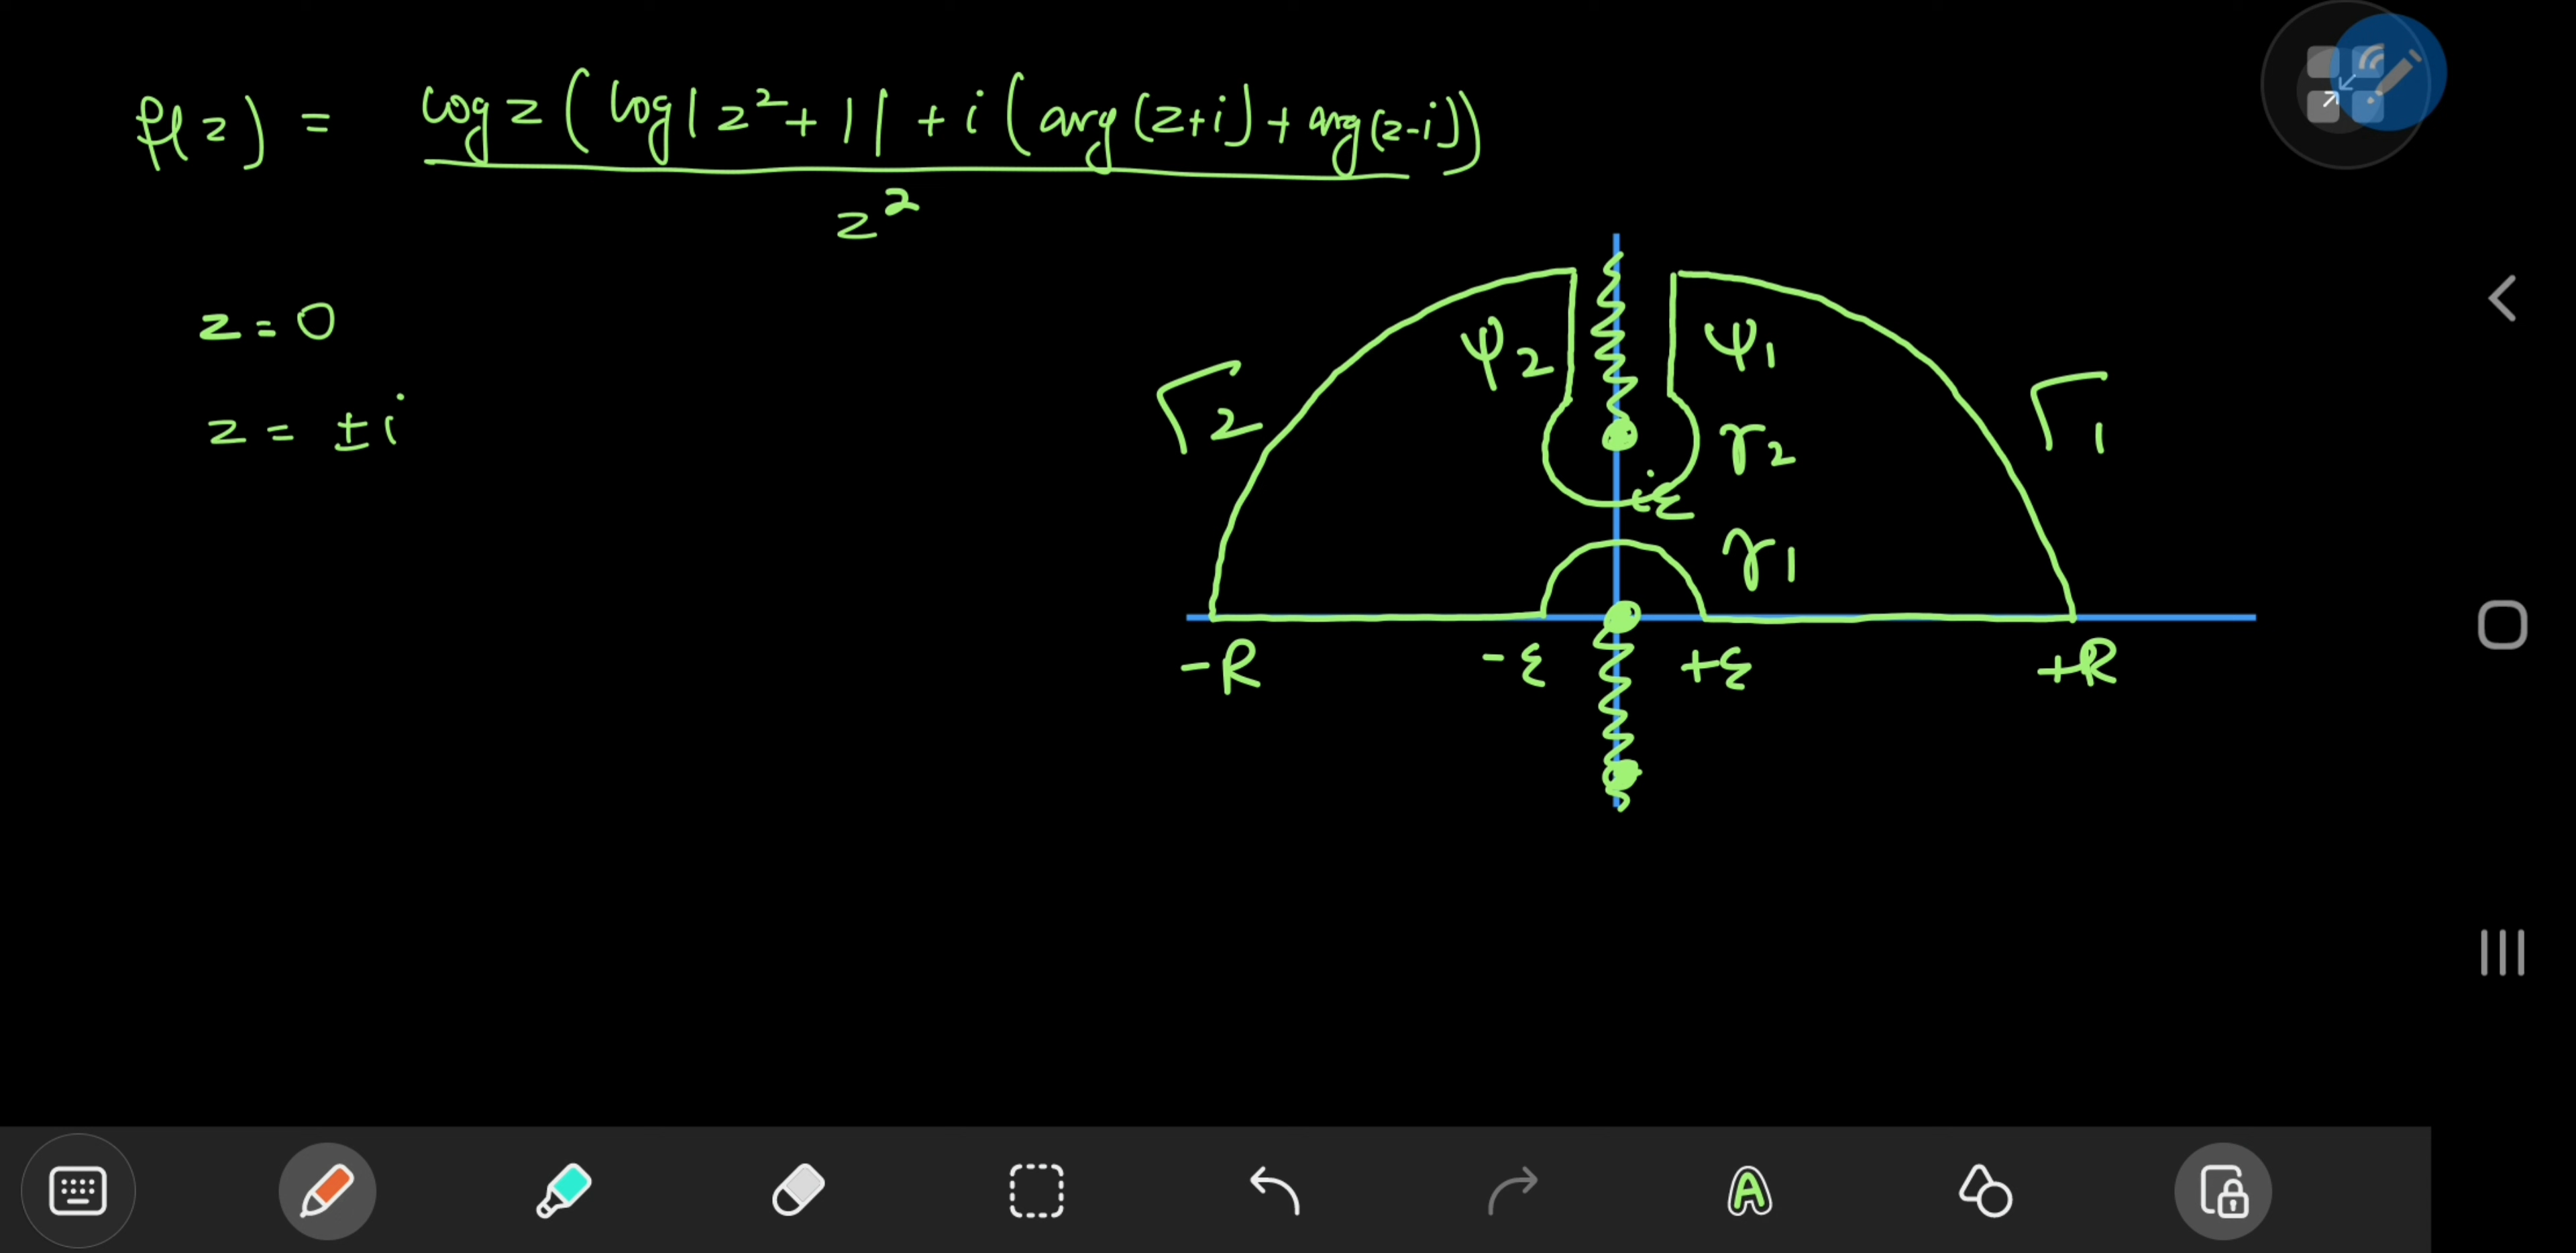 f(z) = log z (log|z²+1| + i(arg(z+i) + arg(z-i)))
z²
z = 0
z = ±i
Γ₂ ψ₂ ψ₁ Γ₁
γ₂
iε
γ₁
-R -ε +ε +R
A